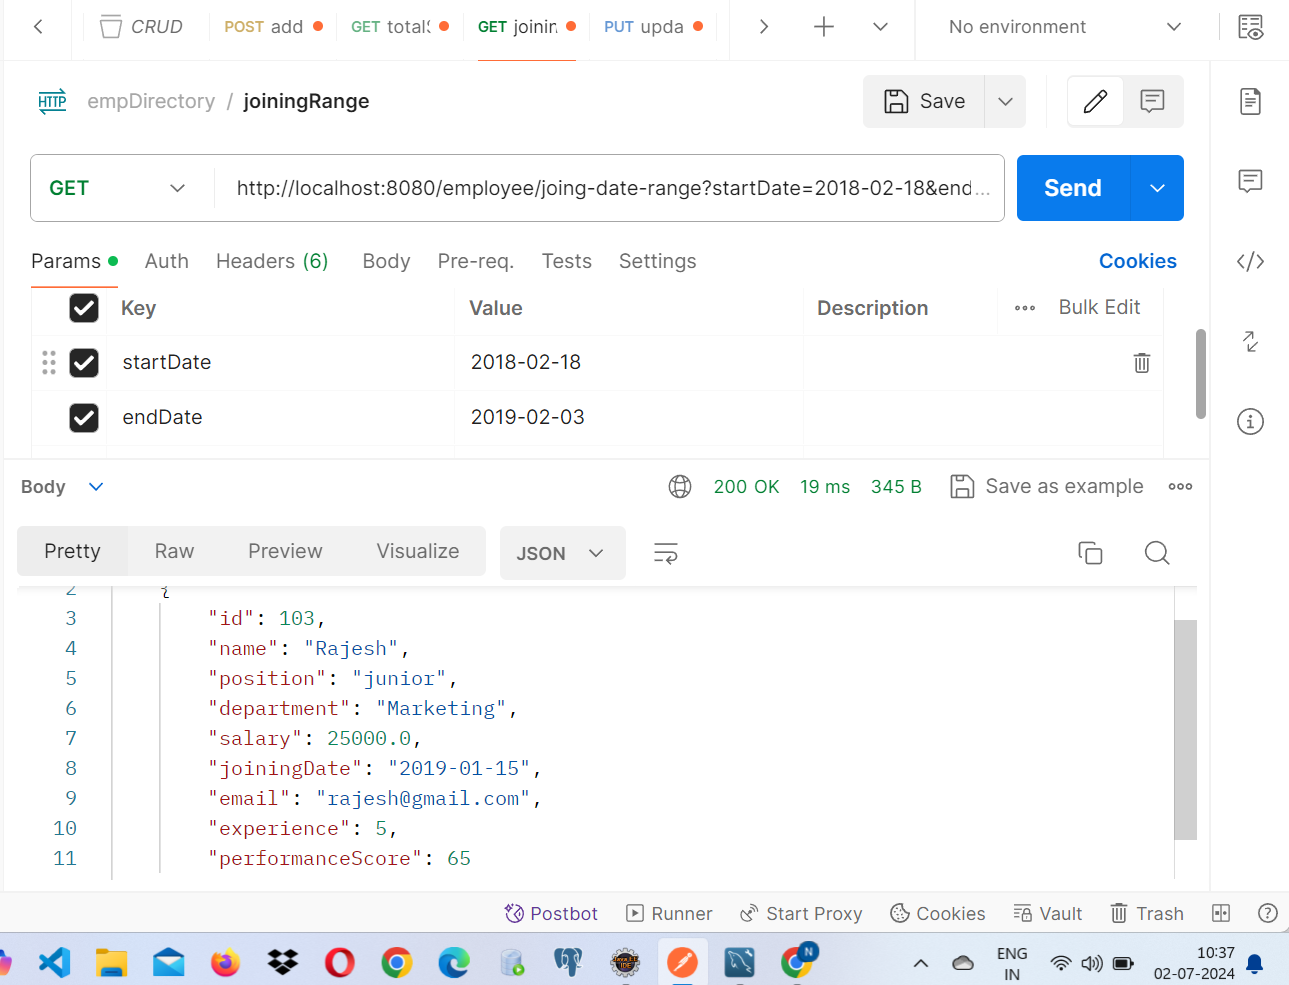 CRUD POST add GET total GET joinin PUT upda No environment
HTTP empDirectory / joiningRange Save
GET http://localhost:8080/employee/joing-date-range?startDate=2018-02-18&end... Send
Params Auth Headers (6) Body Pre-req. Tests Settings Cookies
Key Value Description Bulk Edit
startDate 2018-02-18
endDate 2019-02-03
Body 200 OK 19 ms 345 B Save as example
Pretty Raw Preview Visualize JSON
2 {
3 "id": 103,
4 "name": "Rajesh",
5 "position": "junior",
6 "department": "Marketing",
7 "salary": 25000.0,
8 "joiningDate": "2019-01-15",
9 "email": "rajesh@gmail.com",
10 "experience": 5,
11 "performanceScore": 65
Postbot Runner Start Proxy Cookies Vault Trash
N ENG 10:37
IN 02-07-2024